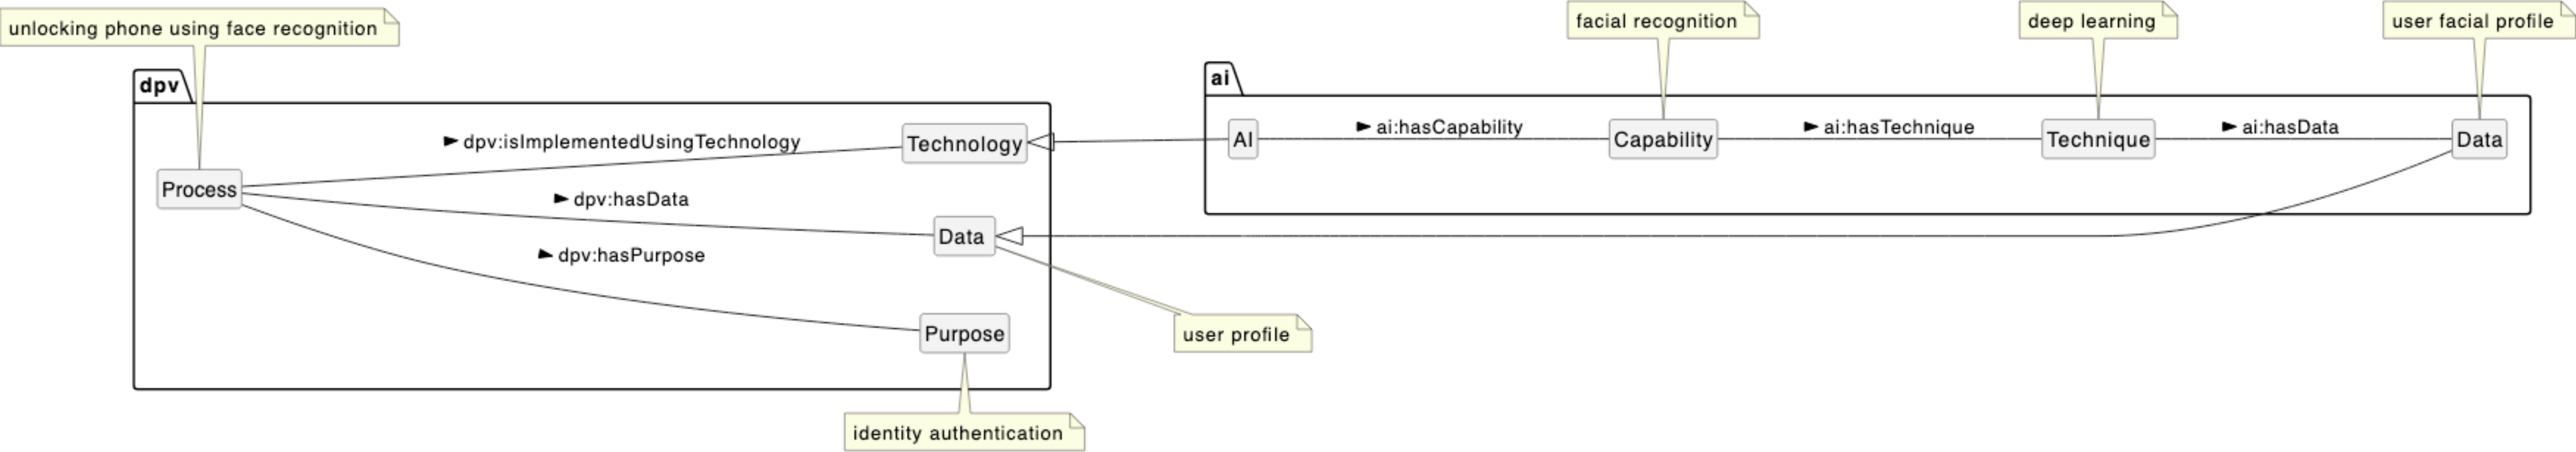 unlocking phone using face recognition
facial recognition
deep learning
user facial profile
dpv
ai
dpv:isImplementedUsingTechnology
Technology
AI
ai:hasCapability
Capability
ai:hasTechnique
Technique
ai:hasData
Data
Process
dpv:hasData
Data
dpv:hasPurpose
Purpose
user profile
identity authentication